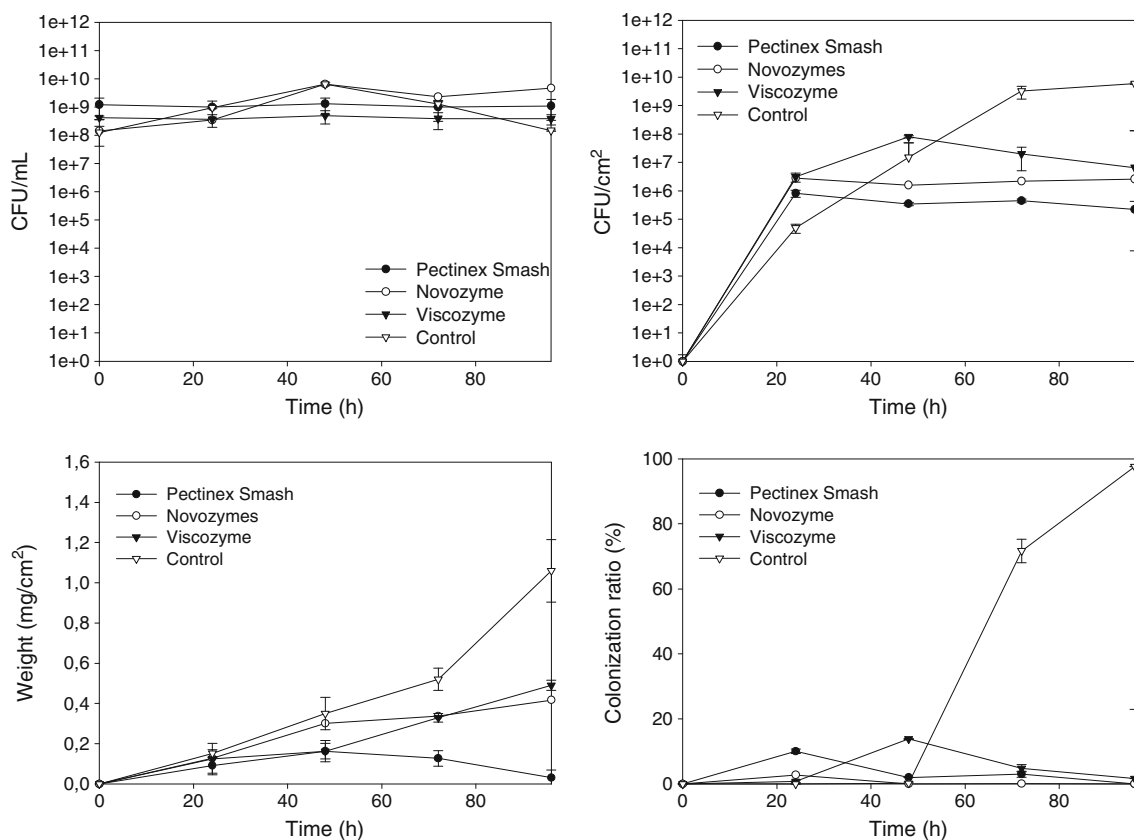 1e+12
1e+11
1e+10
1e+9
1e+8
1e+7
1e+6
1e+5
1e+4
1e+3
1e+2
1e+1
1e+0
CFU/mL
Pectinex Smash
Novozyme
Viscozyme
Control
0 20 40 60 80
Time (h)
1e+12
1e+11
1e+10
1e+9
1e+8
1e+7
1e+6
1e+5
1e+4
1e+3
1e+2
1e+1
1e+0
CFU/cm²
Pectinex Smash
Novozymes
Viscozyme
Control
0 20 40 60 80
Time (h)
1,6
1,4
1,2
1,0
0,8
0,6
0,4
0,2
0,0
Weight (mg/cm²)
Pectinex Smash
Novozymes
Viscozyme
Control
0 20 40 60 80
Time (h)
100
80
60
40
20
0
Colonization ratio (%)
Pectinex Smash
Novozyme
Viscozyme
Control
0 20 40 60 80
Time (h)